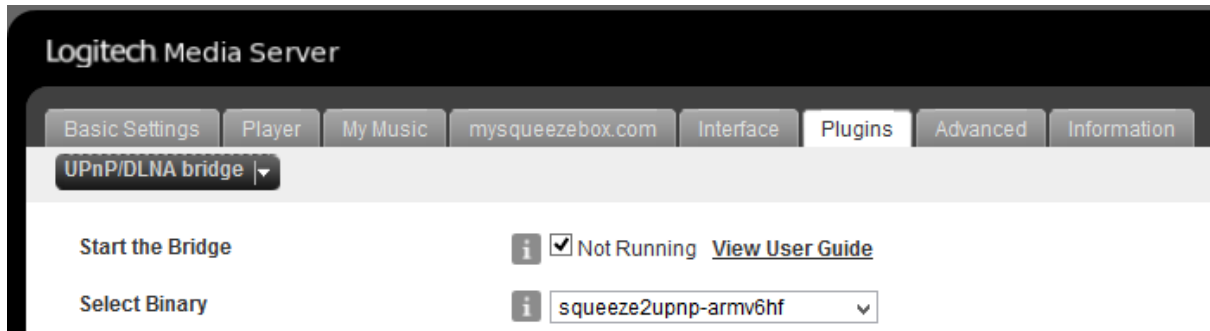 Logitech Media Server
Basic Settings Player My Music mysqueezebox.com Interface Plugins Advanced Information
UPnP/DLNA bridge
Start the Bridge i Not Running View User Guide
Select Binary i squeeze2upnp-armv6hf